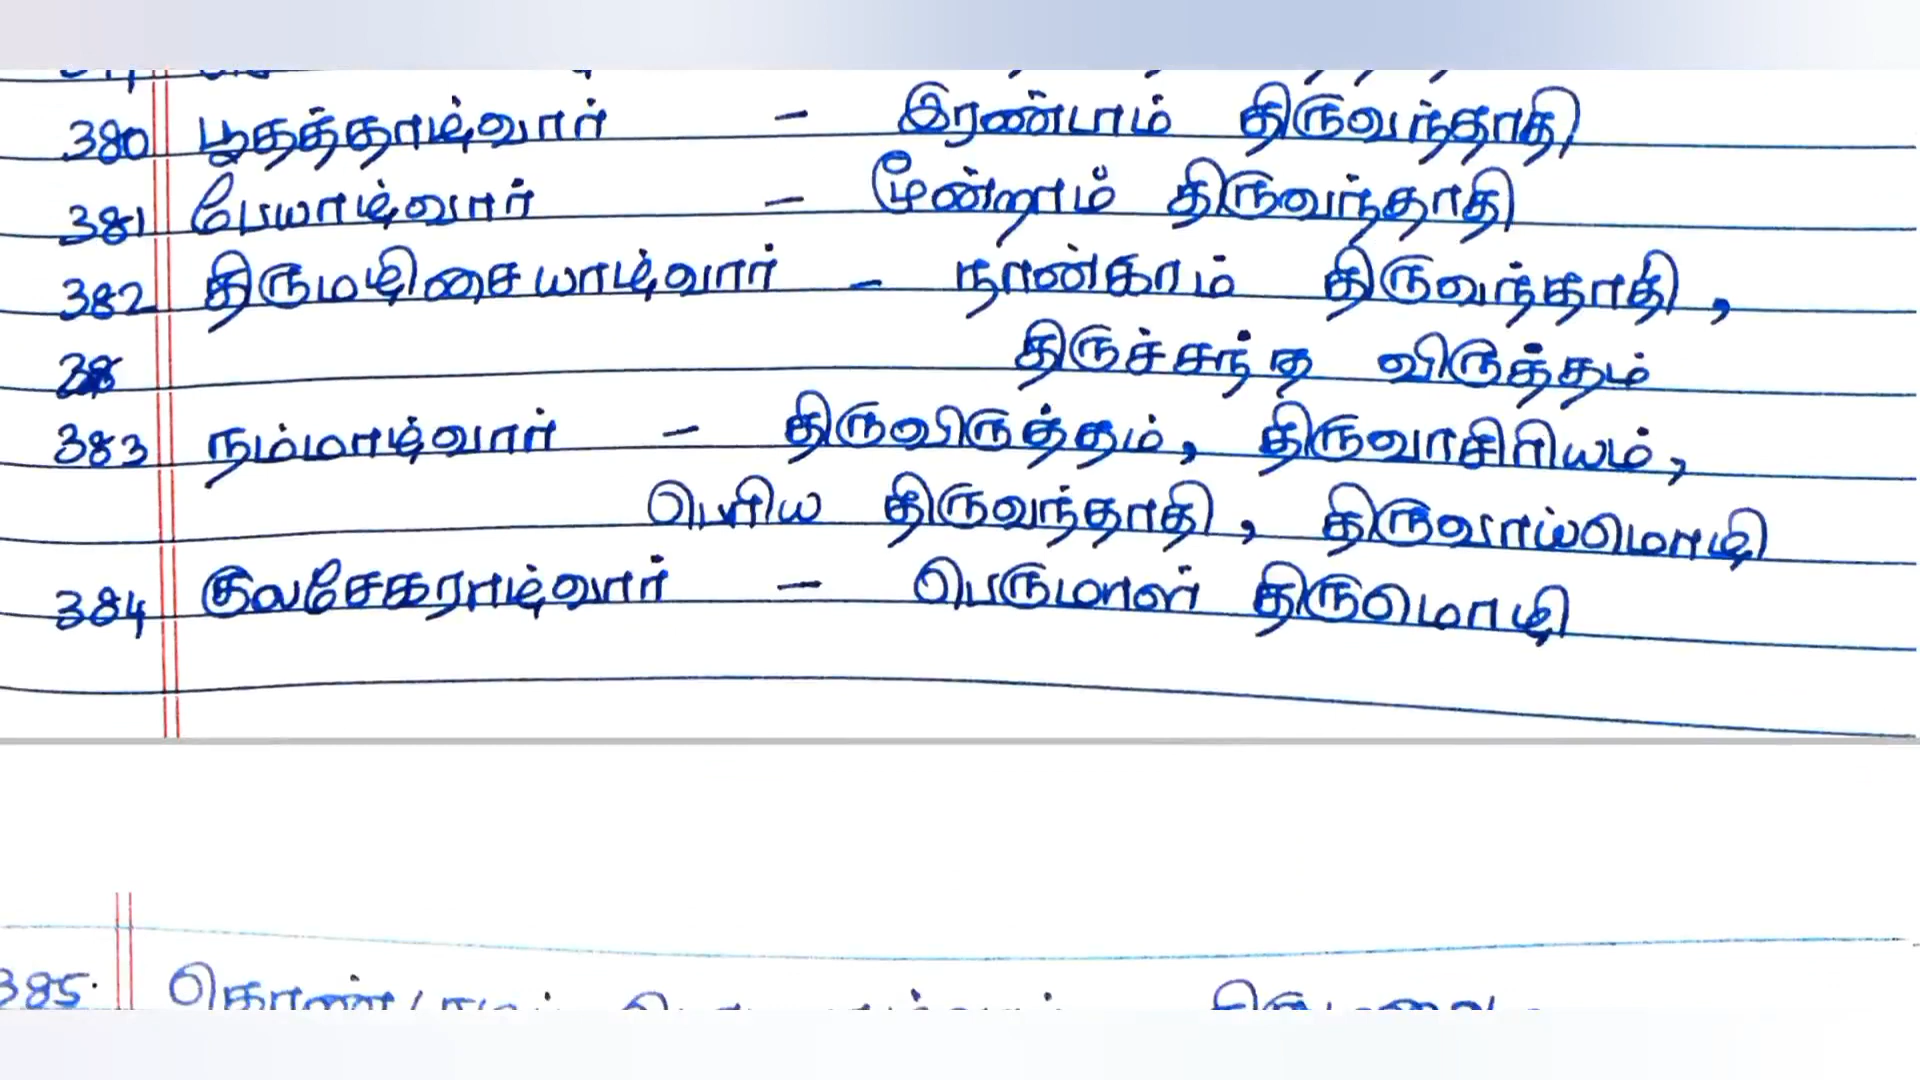 380 பூதத்தாழ்வார் - இரண்டாம் திருவந்தாதி
381 பேயாழ்வார் - மூன்றாம் திருவந்தாதி
382 திருமழிசையாழ்வார் - நான்காம் திருவந்தாதி,
திருச்சந்த விருத்தம்
383 நம்மாழ்வார் - திருவிருத்தம், திருவாசிரியம்,
பெரிய திருவந்தாதி, திருவாய்மொழி
384 குலசேகராழ்வார் - பெருமாள் திருமொழி
385.